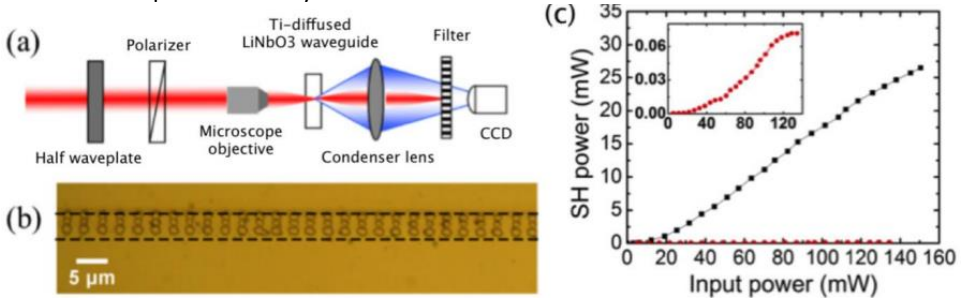 (a)
Ti-diffused
LiNbO3 waveguide
Polarizer
Filter
Microscope
objective
Half waveplate
Condenser lens
CCD
(b)
5 μm
(c)
SH power (mW)
35
30
25
20
15
10
5
0
0.06
0.03
0.00
0 40 80 120
0 20 40 60 80 100 120 140 160
Input power (mW)